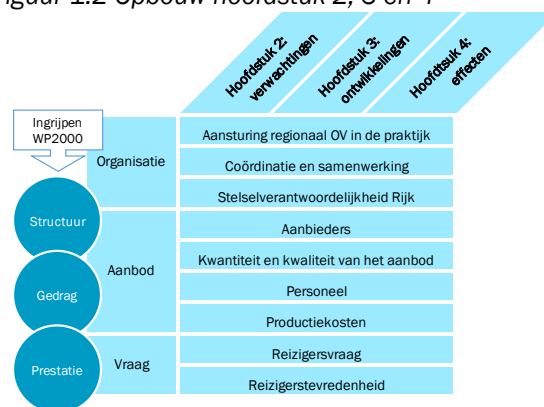 iguur 1.2 Opbouw hoofdstuk 2, 3 en 4
Hoofdstuk 2:
verwachtingen
Hoofdstuk 3:
ontwikkelingen
Hoofdtsuk 4:
effecten
Ingrijpen
WP2000
Organisatie
Aansturing regionaal OV in de praktijk
Coördinatie en samenwerking
Stelselverantwoordelijkheid Rijk
Structuur
Aanbod
Aanbieders
Kwantiteit en kwaliteit van het aanbod
Gedrag
Personeel
Productiekosten
Prestatie
Vraag
Reizigersvraag
Reizigerstevredenheid